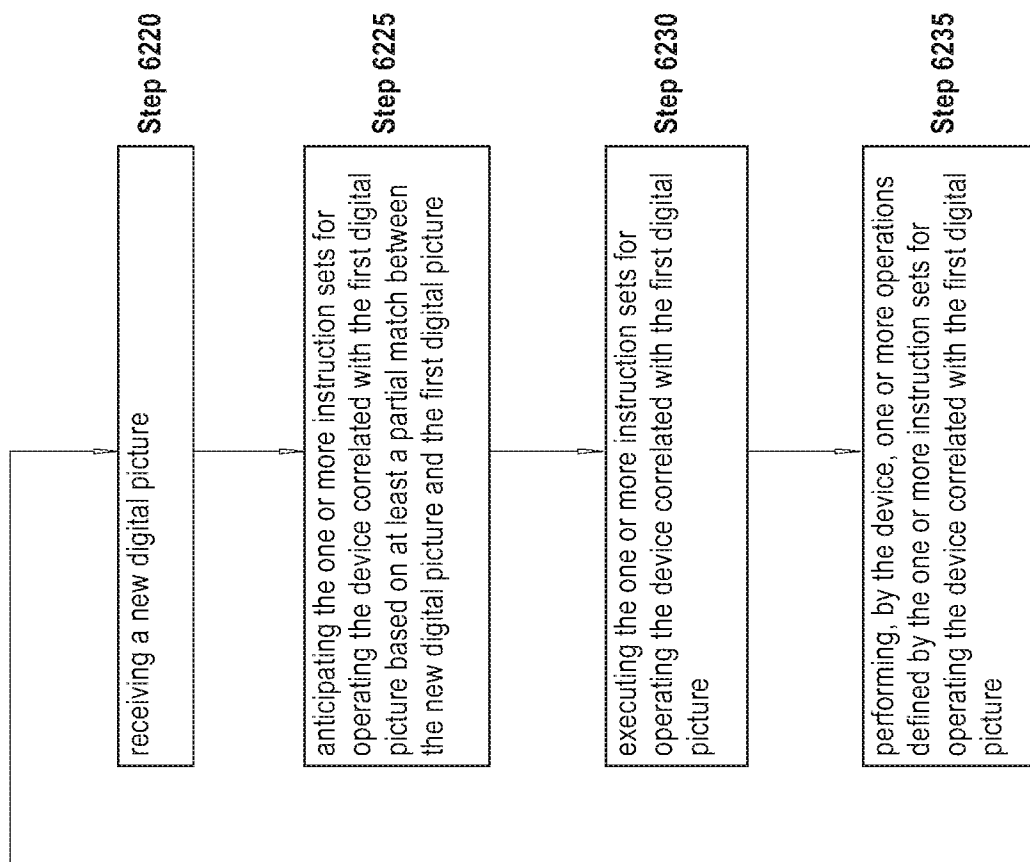 receiving a new digital picture
Step 6220
anticipating the one or more instruction sets for
operating the device correlated with the first digital
picture based on at least a partial match between
the new digital picture and the first digital picture
Step 6225
executing the one or more instruction sets for
operating the device correlated with the first digital
picture
Step 6230
performing, by the device, one or more operations
defined by the one or more instruction sets for
operating the device correlated with the first digital
picture
Step 6235